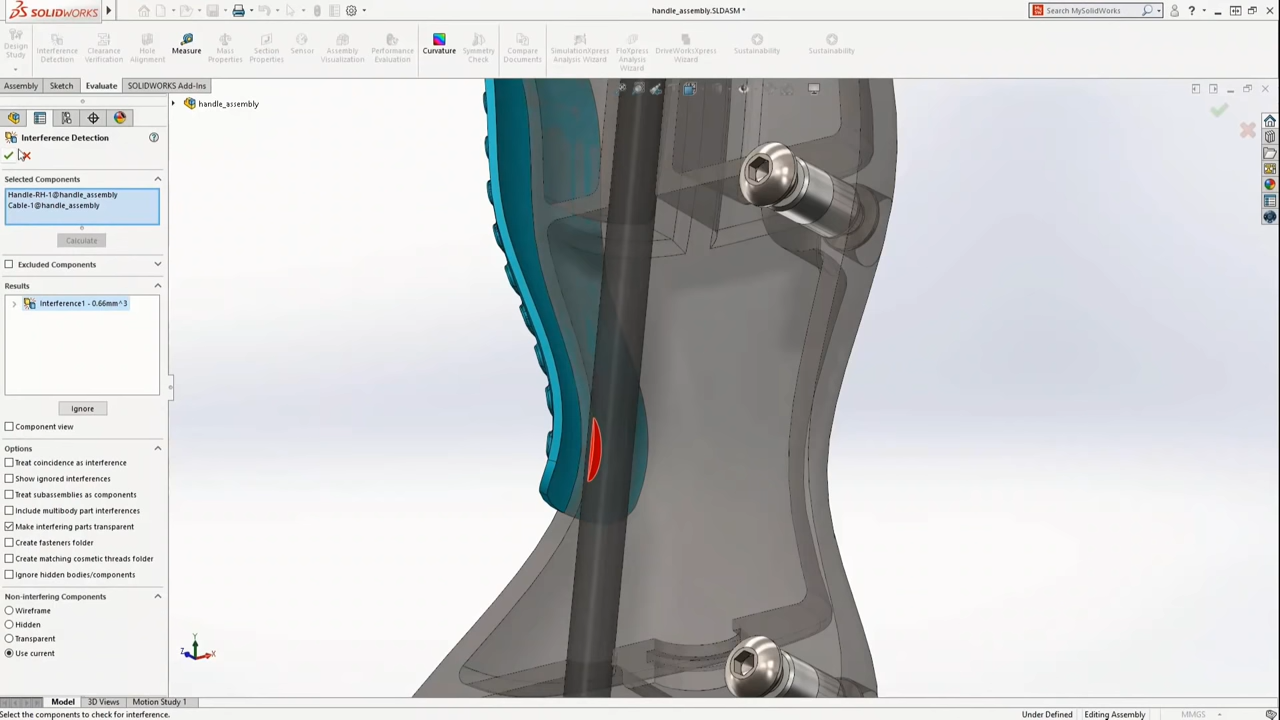 SOLIDWORKS
handle_assembly.SLDASM *
Search MySolidWorks
Design Study
Interference Detection
Clearance Verification
Hole Alignment
Measure
Mass Properties
Section Properties
Sensor
Assembly Visualization
Performance Evaluation
Curvature
Symmetry Check
Compare Documents
SimulationXpress Analysis Wizard
FloXpress Analysis Wizard
DriveWorksXpress Wizard
Sustainability
Sustainability
Assembly
Sketch
Evaluate
SOLIDWORKS Add-Ins
handle_assembly
Interference Detection
Selected Components
Handle-RH-1@handle_assembly
Cable-1@handle_assembly
Calculate
Excluded Components
Results
Interference1 - 0.66mm^3
Ignore
Component view
Options
Treat coincidence as interference
Show ignored interferences
Treat subassemblies as components
Include multibody part interferences
Make interfering parts transparent
Create fasteners folder
Create matching cosmetic threads folder
Ignore hidden bodies/components
Non-interfering Components
Wireframe
Hidden
Transparent
Use current
Y
Z
X
Model
3D Views
Motion Study 1
Select the components to check for interference.
Under Defined
Editing Assembly
MMGS